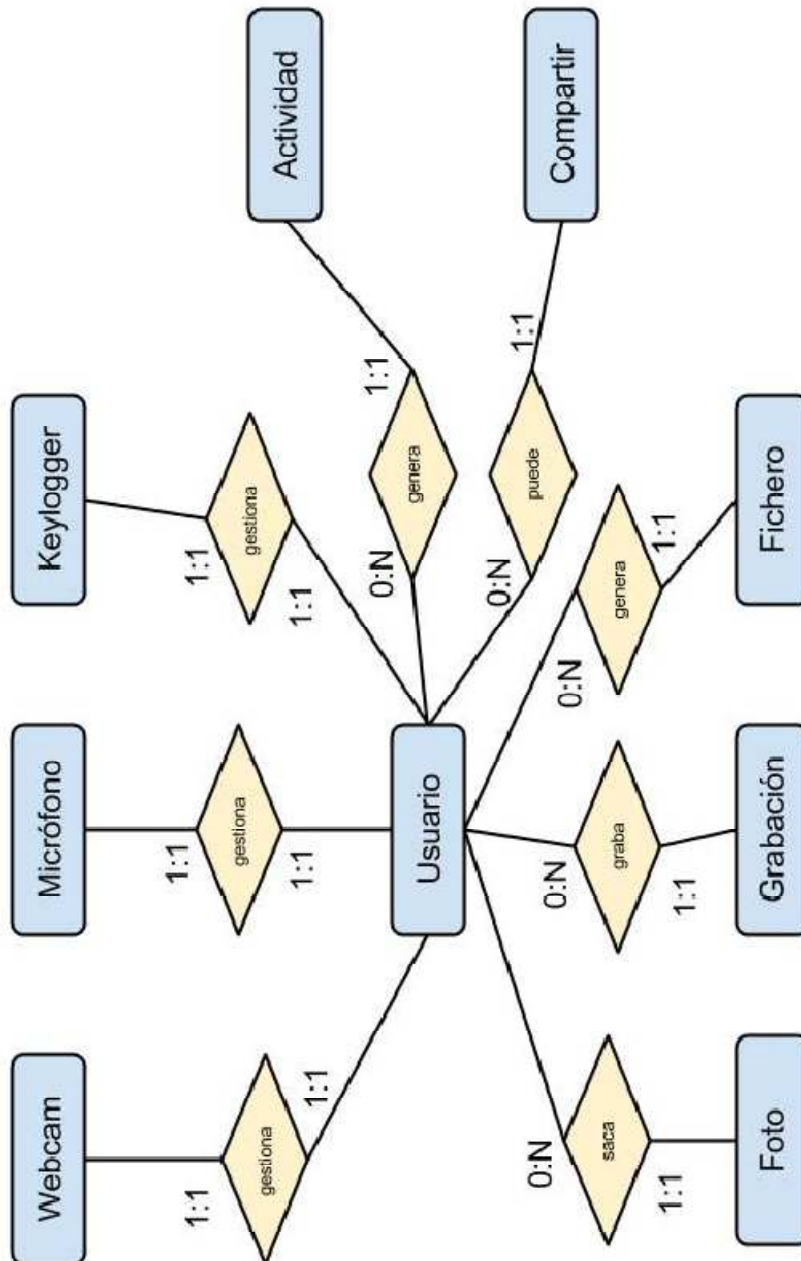 Webcam
Micrófono
Keylogger
1:1
1:1
1:1
gestiona
gestiona
gestiona
1:1
1:1
1:1
Actividad
Usuario
0:N
genera
1:1
0:N
puede
1:1
Compartir
0:N
0:N
0:N
saca
graba
genera
1:1
1:1
1:1
Foto
Grabación
Fichero